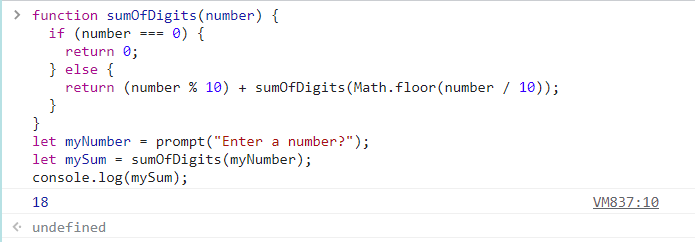 function sumOfDigits(number) {
  if (number === 0) {
    return 0;
  } else {
    return (number % 10) + sumOfDigits(Math.floor(number / 10));
  }
}
let myNumber = prompt("Enter a number?");
let mySum = sumOfDigits(myNumber);
console.log(mySum);
18 VM837:10
undefined